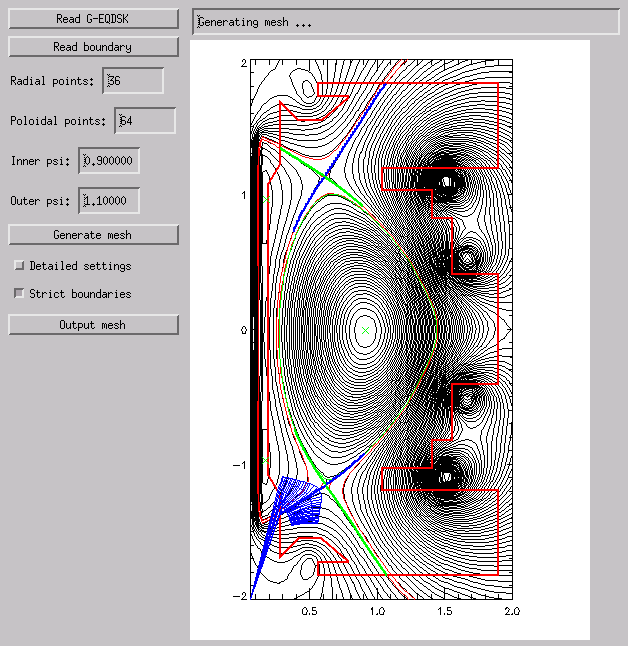 Read G-EQDSK
Generating mesh ...
Read boundary
Radial points: 36
Poloidal points: 64
Inner psi: 0.900000
Outer psi: 1.10000
Generate mesh
Detailed settings
Strict boundaries
Output mesh
2
1
0
-1
-2
0.5 1.0 1.5 2.0